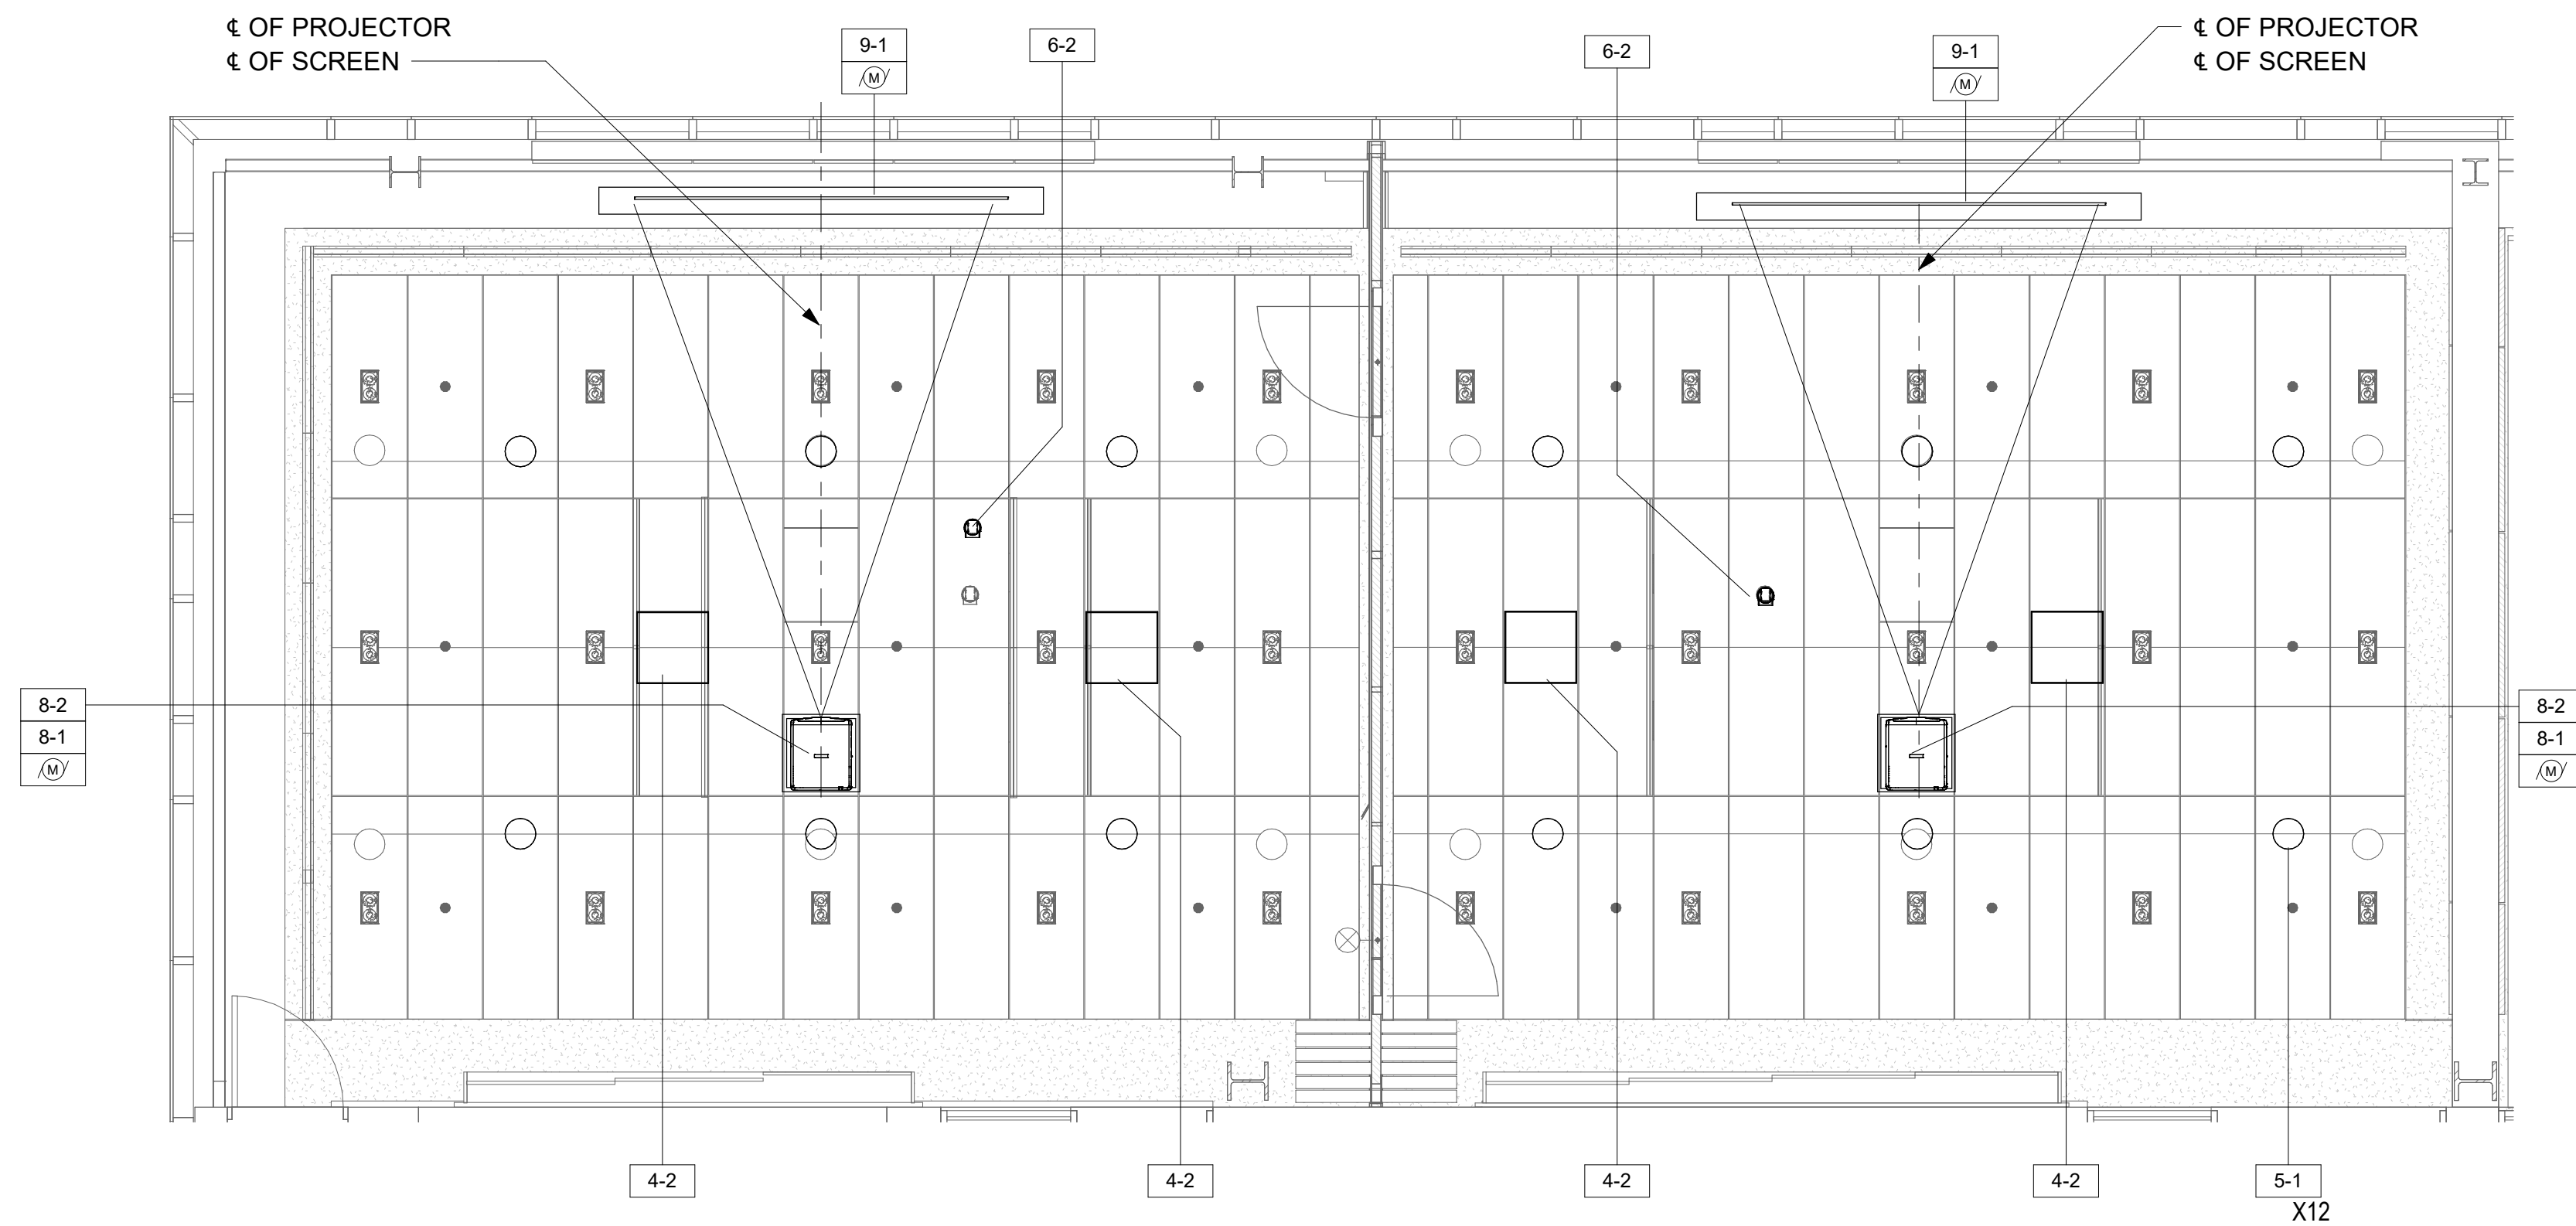 ℄ OF PROJECTOR
℄ OF SCREEN
9-1
M
6-2
6-2
9-1
M
℄ OF PROJECTOR
℄ OF SCREEN
8-2
8-1
M
8-2
8-1
M
4-2
4-2
4-2
4-2
5-1
X12